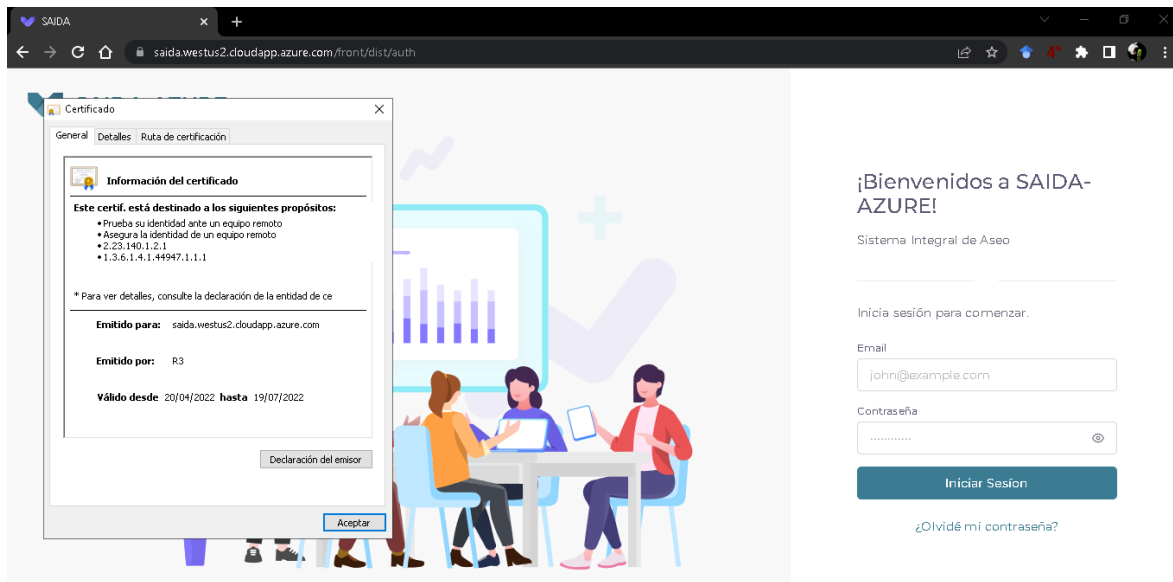 SAIDA
saida.westus2.cloudapp.azure.com/front/dist/auth
Certificado
General Detalles Ruta de certificación
Información del certificado
Este certif. está destinado a los siguientes propósitos:
• Prueba su identidad ante un equipo remoto
• Asegura la identidad de un equipo remoto
• 2.23.140.1.2.1
• 1.3.6.1.4.1.44947.1.1.1
* Para ver detalles, consulte la declaración de la entidad de ce
Emitido para: saida.westus2.cloudapp.azure.com
Emitido por: R3
Válido desde 20/04/2022 hasta 19/07/2022
Declaración del emisor
Aceptar
¡Bienvenidos a SAIDA-
AZURE!
Sistema Integral de Aseo
Inicia sesión para comenzar.
Email
john@example.com
Contraseña
............
Iniciar Sesíon
¿Olvidé mi contraseña?